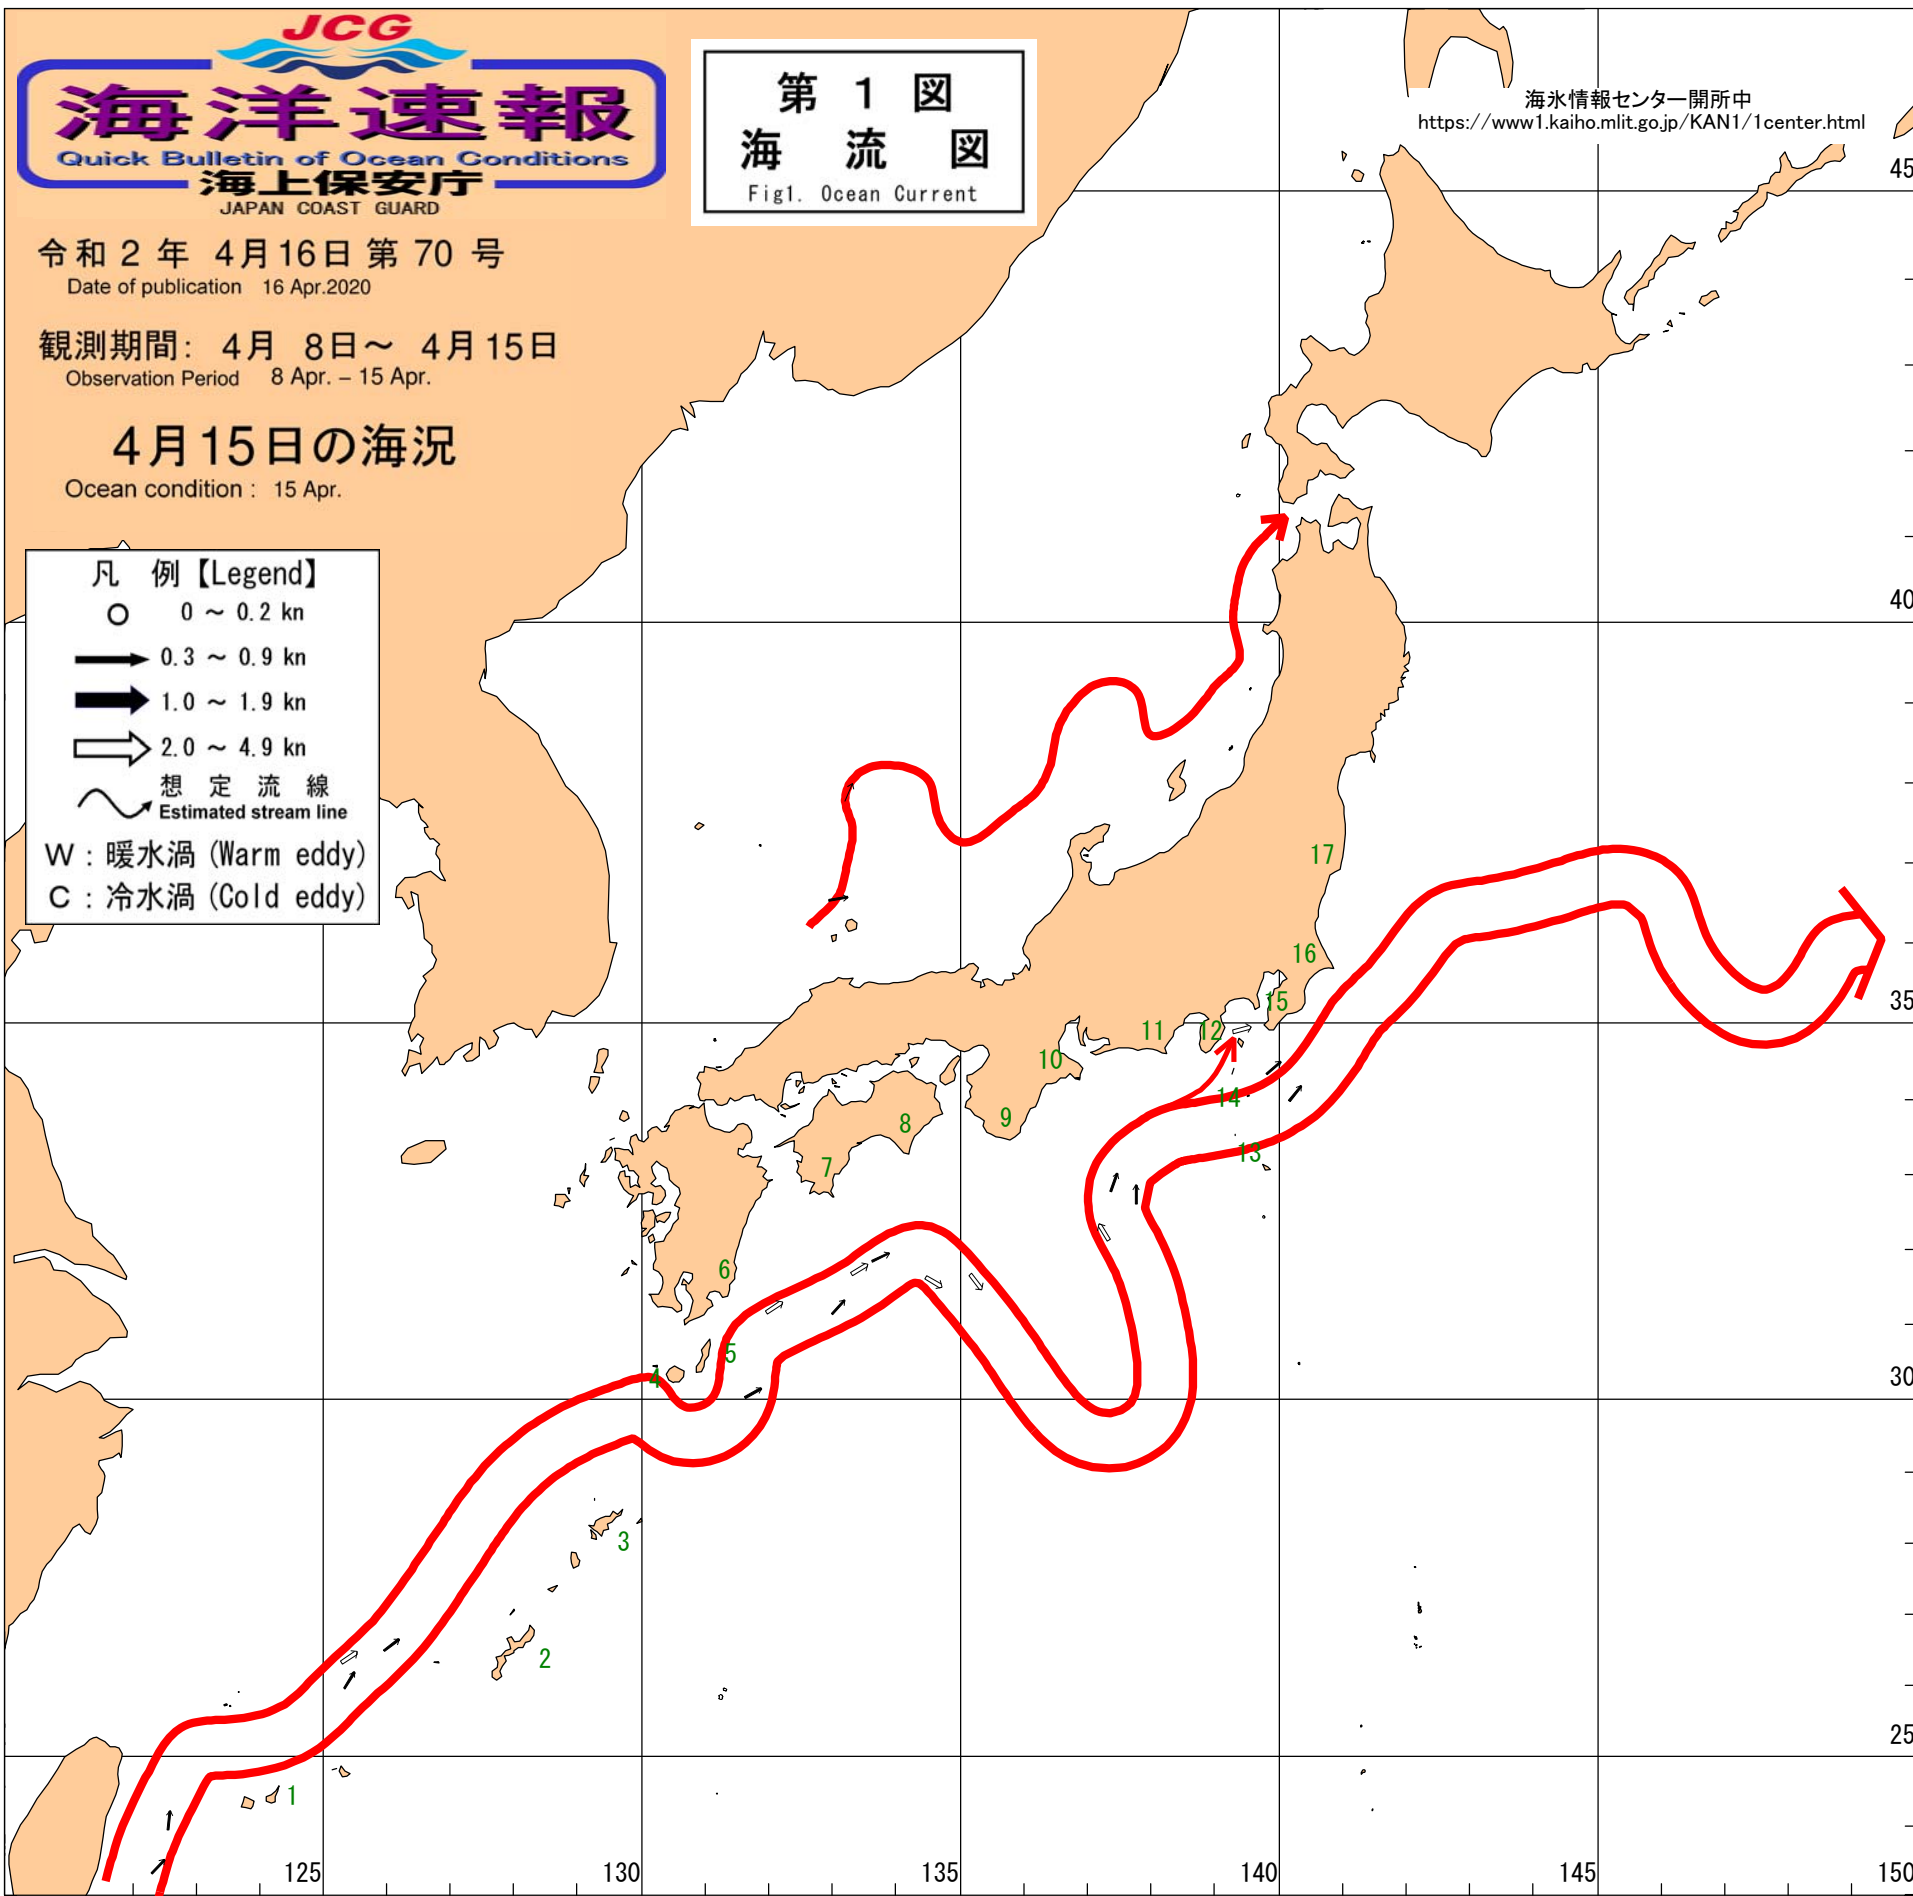 JCG
海洋速報
Quick Bulletin of Ocean Conditions
海上保安庁
JAPAN COAST GUARD
第 1 図
海 流 図
Fig1. Ocean Current
海氷情報センター開所中
https://www1.kaiho.mlit.go.jp/KAN1/1center.html
令和 2 年 4月16日 第 70 号
Date of publication 16 Apr.2020
観測期間: 4月 8日～ 4月15日
Observation Period 8 Apr. – 15 Apr.
4月15日の海況
Ocean condition : 15 Apr.
凡 例【Legend】
0 ～ 0.2 kn
0.3 ～ 0.9 kn
1.0 ～ 1.9 kn
2.0 ～ 4.9 kn
想 定 流 線
Estimated stream line
W : 暖水渦 (Warm eddy)
C : 冷水渦 (Cold eddy)
45
40
35
30
25
17
16
15
12
11
10
14
9
8
13
7
6
5
4
3
2
1
125
130
135
140
145
150